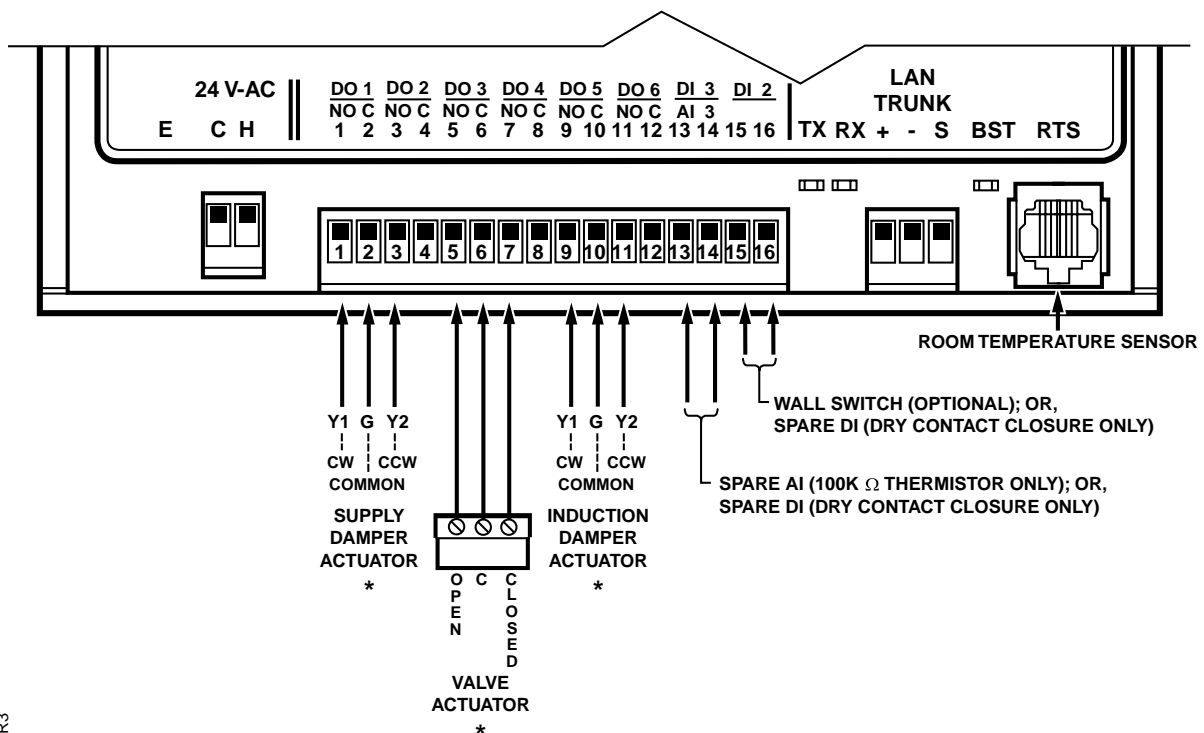 LAN
TRUNK
24 V-AC
DO 1 DO 2 DO 3 DO 4 DO 5 DO 6 DI 3 DI 2
NO C NO C NO C NO C NO C NO C AI 3
E C H 1 2 3 4 5 6 7 8 9 10 11 12 13 14 15 16 TX RX + - S BST RTS
1 2 3 4 5 6 7 8 9 10 11 12 13 14 15 16
ROOM TEMPERATURE SENSOR
WALL SWITCH (OPTIONAL); OR,
SPARE DI (DRY CONTACT CLOSURE ONLY)
Y1 G Y2
CW CCW
COMMON
SUPPLY
DAMPER
ACTUATOR
*
Y1 G Y2
CW CCW
COMMON
INDUCTION
DAMPER
ACTUATOR
*
SPARE AI (100K Ω THERMISTOR ONLY); OR,
SPARE DI (DRY CONTACT CLOSURE ONLY)
OPEN
C
CLOSED
VALVE
ACTUATOR
*
R3